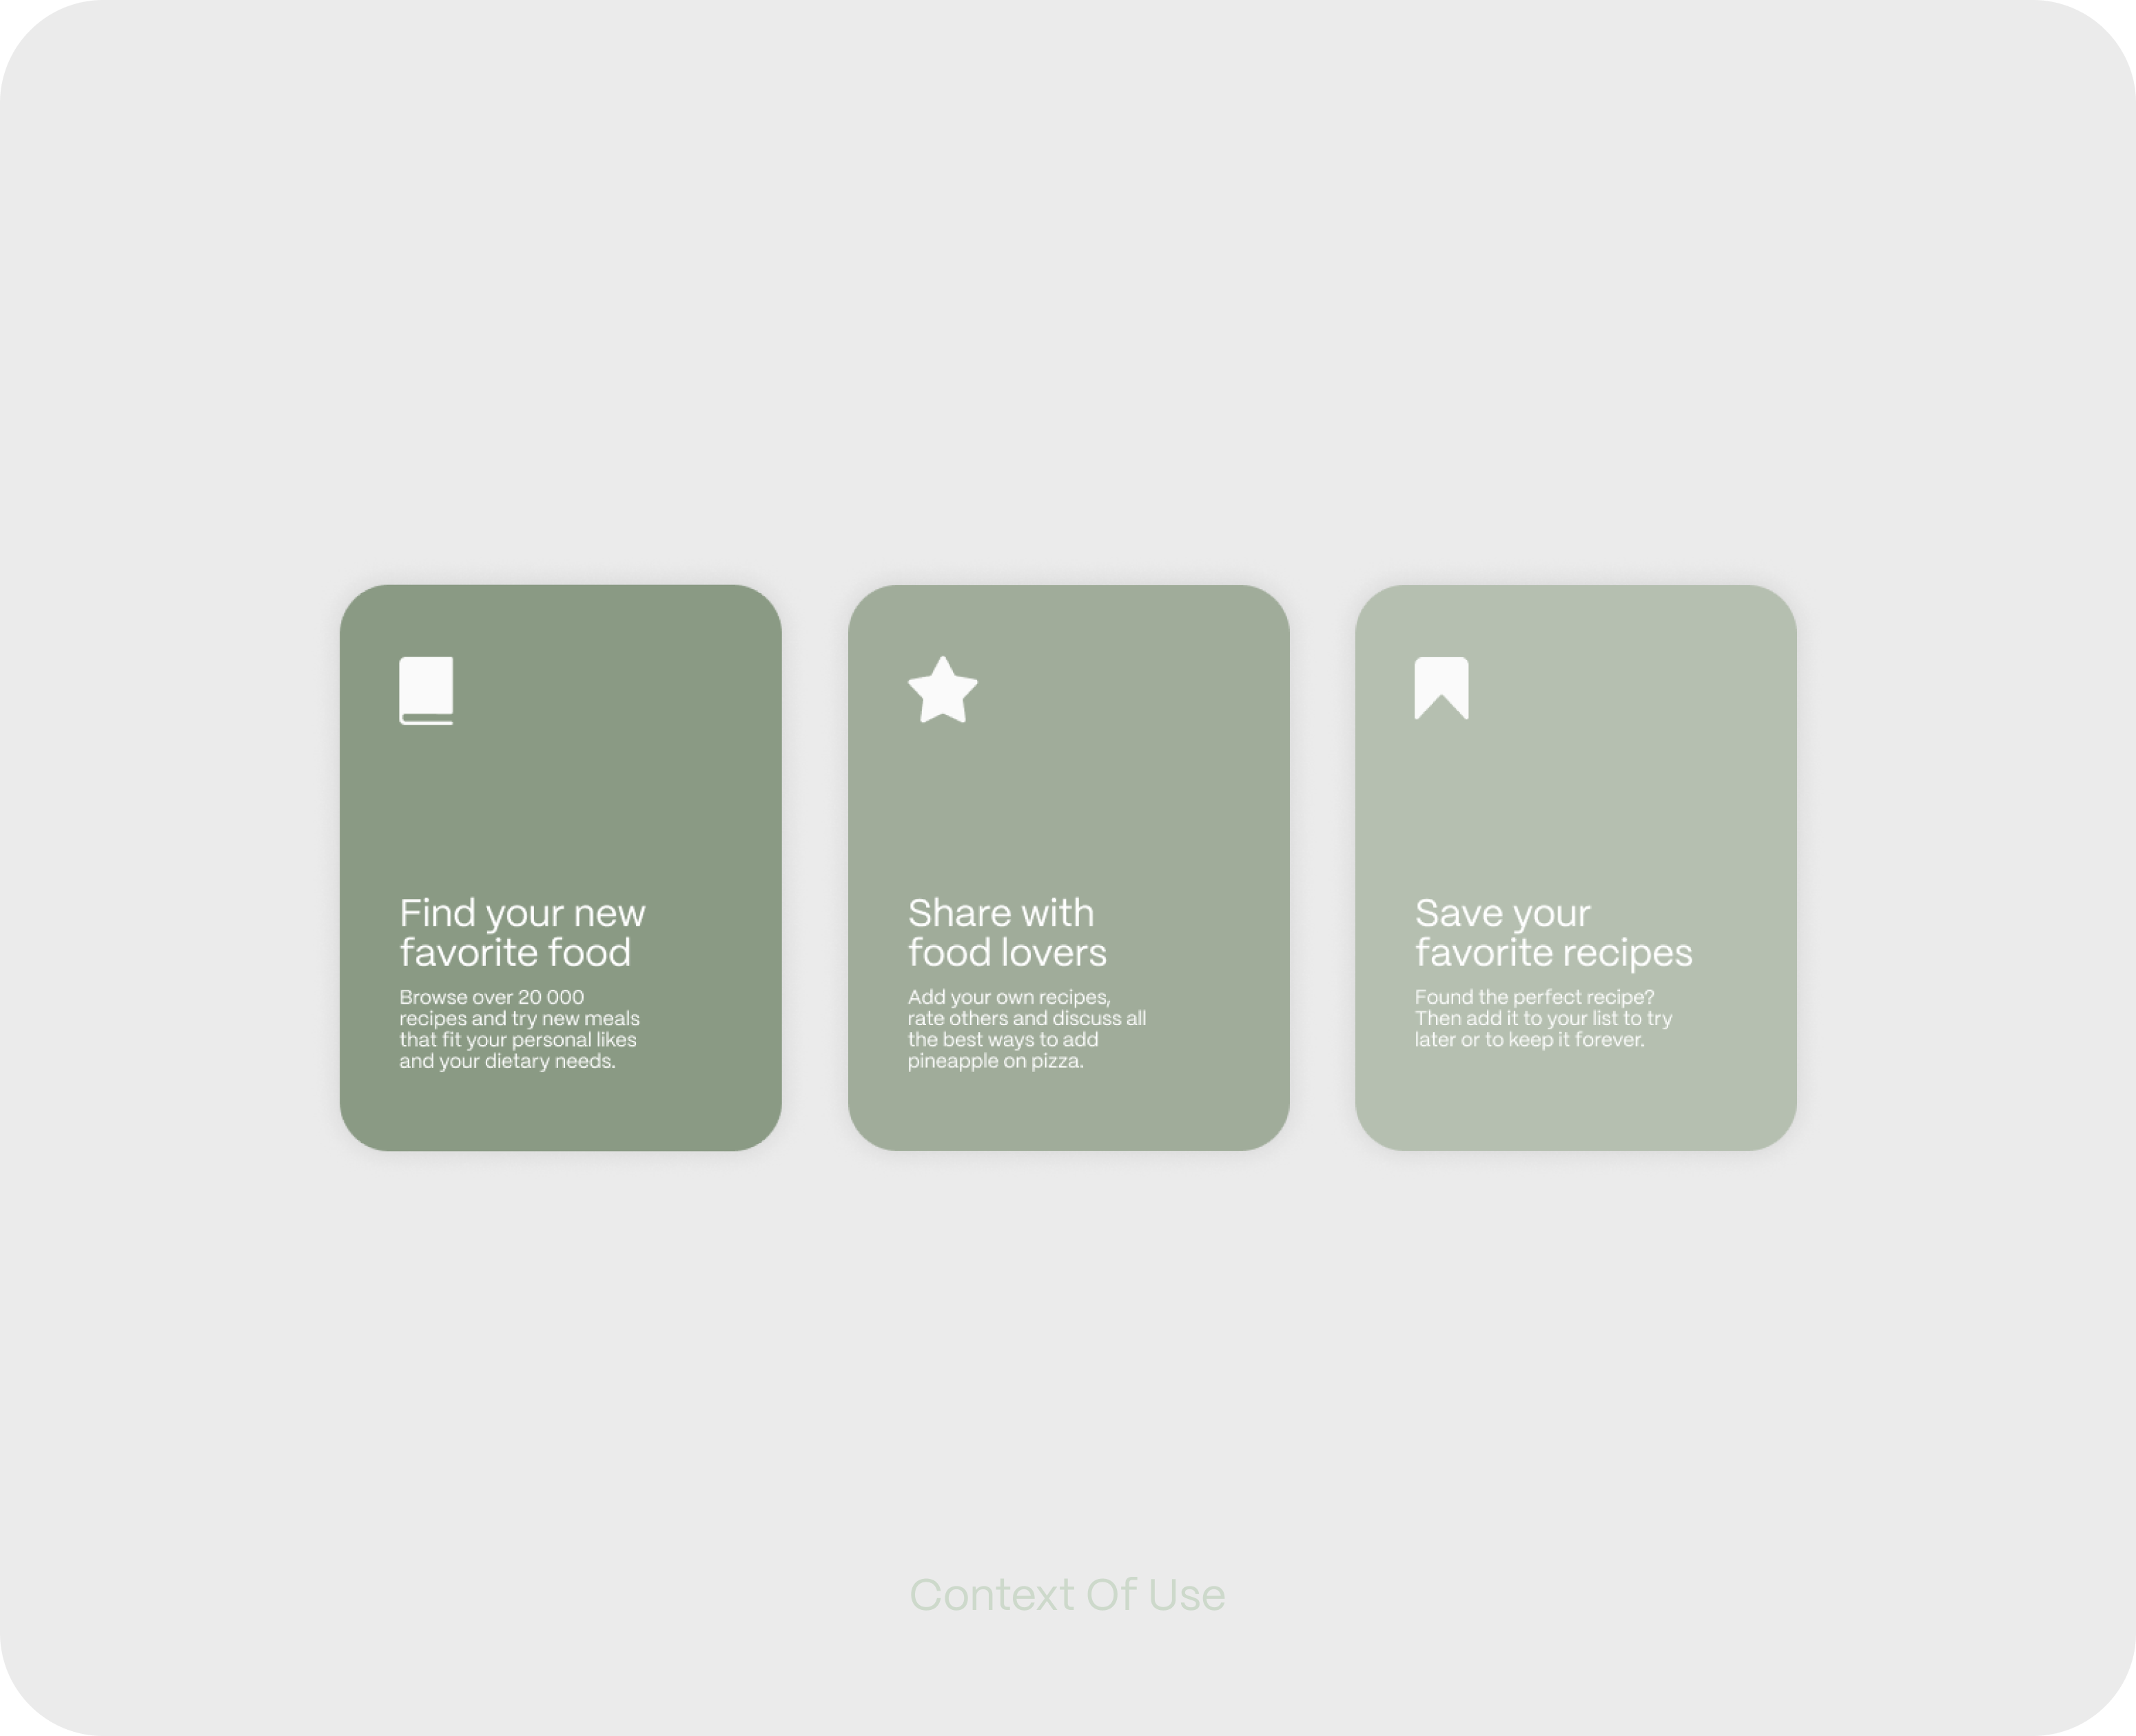 Find your new
favorite food
Browse over 20 000
recipes and try new meals
that fit your personal likes
and your dietary needs.
Share with
food lovers
Add your own recipes,
rate others and discuss all
the best ways to add
pineapple on pizza.
Save your
favorite recipes
Found the perfect recipe?
Then add it to your list to try
later or to keep it forever.
Context Of Use